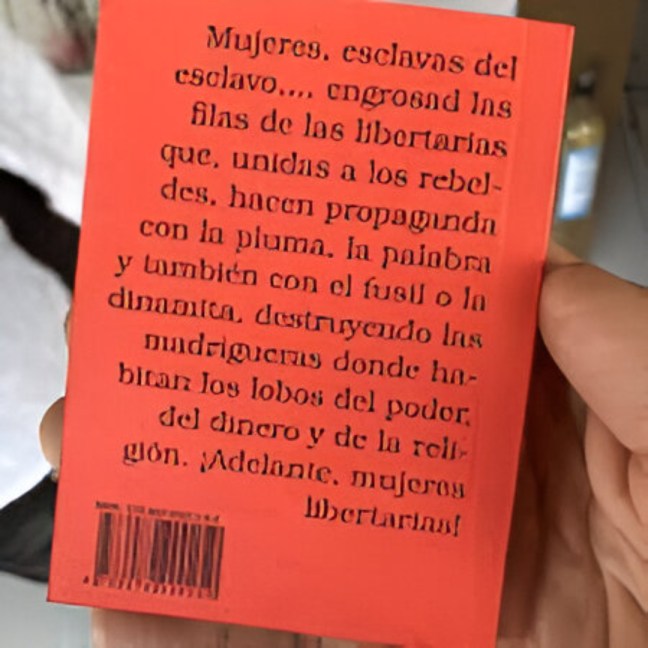 Mujeres, esclavas del
esclavo.... engrosad las
filas de las libertarias
que, unidas a los rebel-
des, hacen propaganda
con la pluma, la palabra
y también con el fusil o la
dinamita, destruyendo las
madrigueras donde ha-
bitan los lobos del poder,
del dinero y de la reli-
gión. ¡Adelante, mujeres
libertarias!